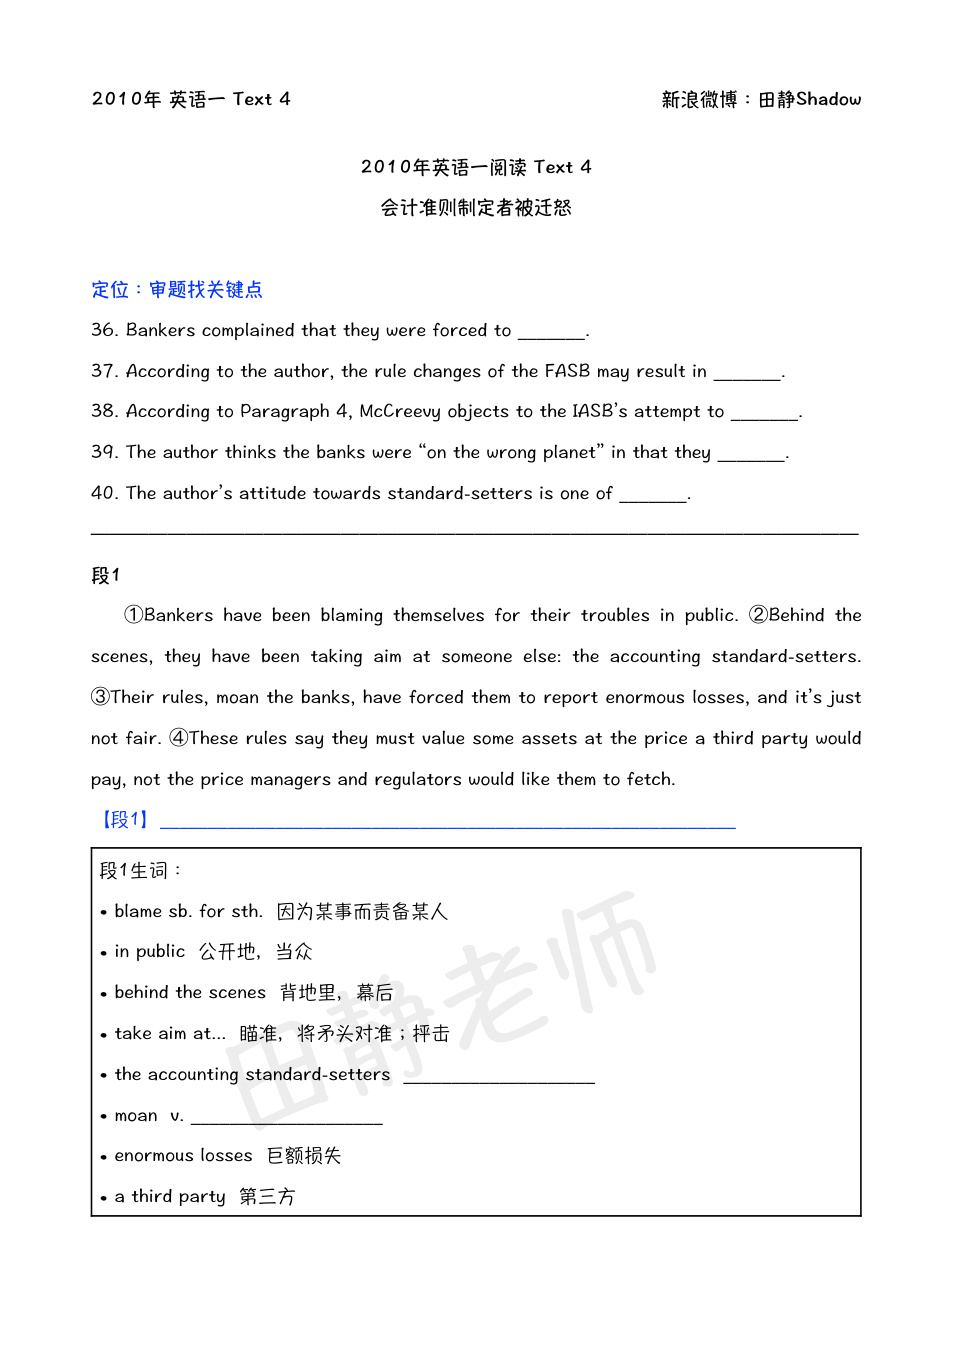 2010年 英语一 Text 4 新浪微博：田静Shadow
2010年英语一阅读 Text 4
会计准则制定者被迁怒
定位：审题找关键点
36. Bankers complained that they were forced to _______.
37. According to the author, the rule changes of the FASB may result in _______.
38. According to Paragraph 4, McCreevy objects to the IASB's attempt to _______.
39. The author thinks the banks were “on the wrong planet” in that they _______.
40. The author's attitude towards standard-setters is one of _______.
段1
①Bankers have been blaming themselves for their troubles in public. ②Behind the
scenes, they have been taking aim at someone else: the accounting standard-setters.
③Their rules, moan the banks, have forced them to report enormous losses, and it's just
not fair. ④These rules say they must value some assets at the price a third party would
pay, not the price managers and regulators would like them to fetch.
【段1】____________________________________________________________
段1生词：
• blame sb. for sth. 因为某事而责备某人
• in public 公开地，当众
• behind the scenes 背地里，幕后
• take aim at... 瞄准，将矛头对准；抨击
• the accounting standard-setters ____________________
• moan v. ____________________
• enormous losses 巨额损失
• a third party 第三方
田静老师